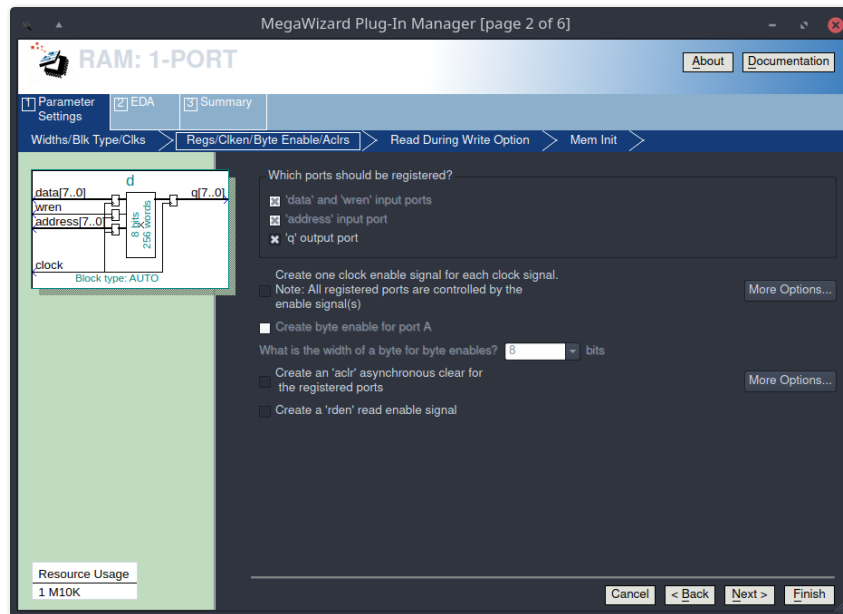 MegaWizard Plug-In Manager [page 2 of 6]
RAM: 1-PORT
About
Documentation
1 Parameter Settings
2 EDA
3 Summary
Widths/Blk Type/Clks
Regs/Clken/Byte Enable/Aclrs
Read During Write Option
Mem Init
d
data[7..0]
q[7..0]
wren
address[7..0]
8 bits
x
256 words
clock
Block type: AUTO
Which ports should be registered?
'data' and 'wren' input ports
'address' input port
'q' output port
Create one clock enable signal for each clock signal.
Note: All registered ports are controlled by the
enable signal(s)
More Options...
Create byte enable for port A
What is the width of a byte for byte enables? 8 bits
Create an 'aclr' asynchronous clear for
the registered ports
More Options...
Create a 'rden' read enable signal
Resource Usage
1 M10K
Cancel
< Back
Next >
Finish